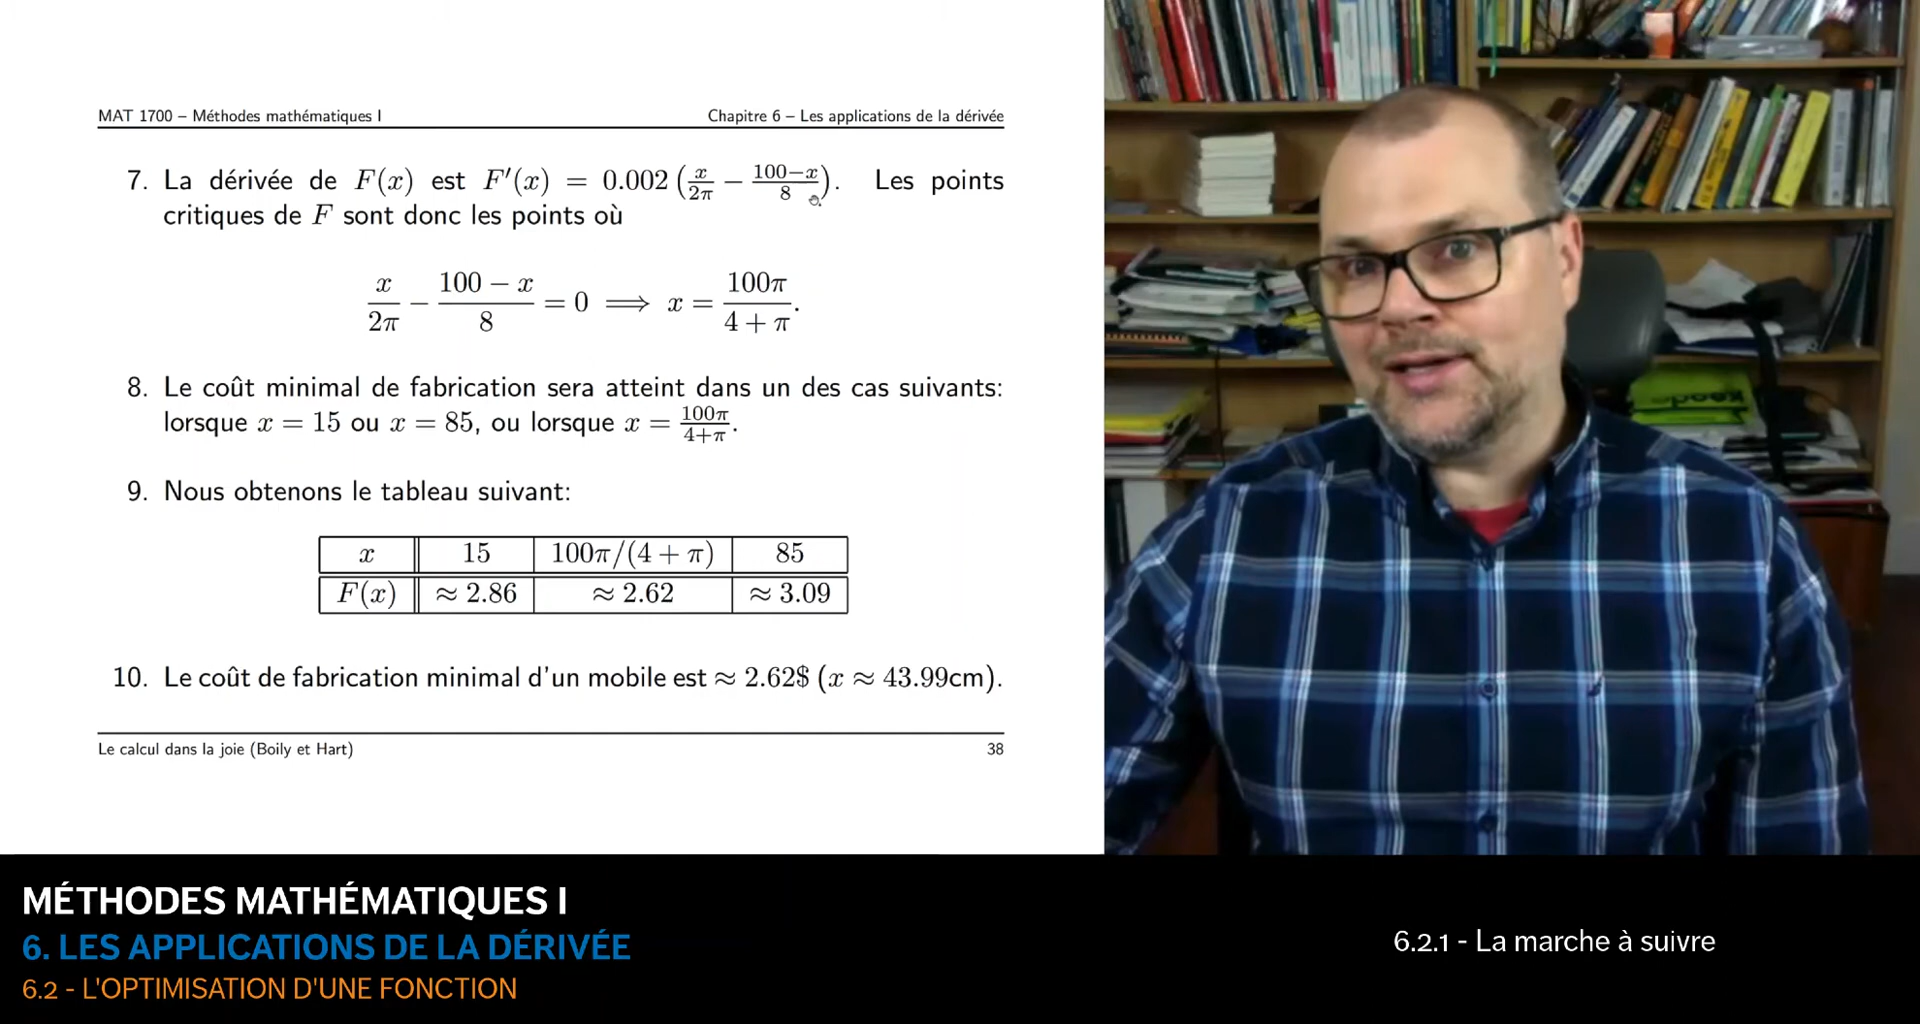 MAT 1700 – Méthodes mathématiques I
Chapitre 6 – Les applications de la dérivée
7. La dérivée de F(x) est F′(x) = 0.002 (x/2π − 100−x/8). Les points
critiques de F sont donc les points où
x/2π − 100 − x/8 = 0 ⟹ x = 100π/4 + π.
8. Le coût minimal de fabrication sera atteint dans un des cas suivants:
lorsque x = 15 ou x = 85, ou lorsque x = 100π/4+π.
9. Nous obtenons le tableau suivant:
x 15 100π/(4 + π) 85
F(x) ≈ 2.86 ≈ 2.62 ≈ 3.09
10. Le coût de fabrication minimal d'un mobile est ≈ 2.62$ (x ≈ 43.99cm).
Le calcul dans la joie (Boily et Hart)
38
MÉTHODES MATHÉMATIQUES I
6. LES APPLICATIONS DE LA DÉRIVÉE
6.2 - L'OPTIMISATION D'UNE FONCTION
6.2.1 - La marche à suivre